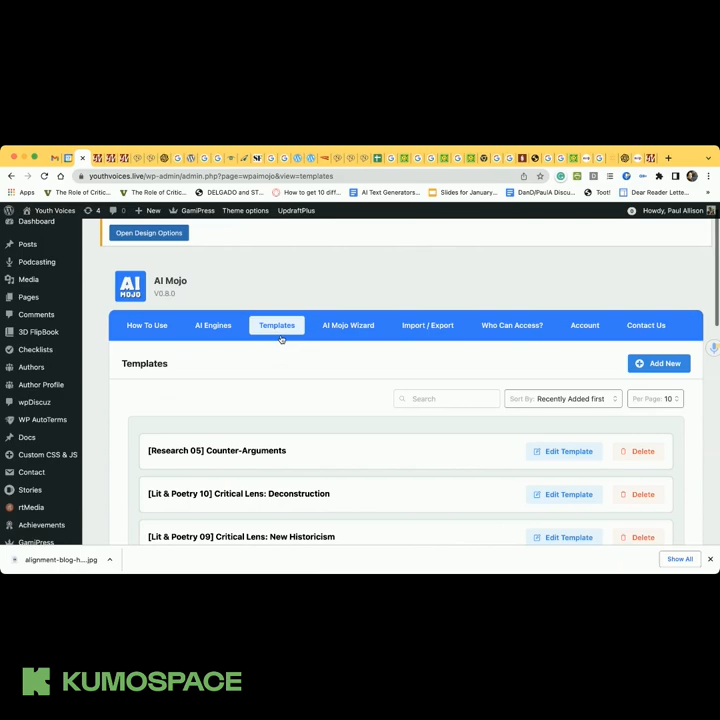 youthvoices.live/wp-admin/admin.php?page=wpaimojo&view=templates
Apps
The Role of Critic...
The Role of Critic...
DELGADO and ST...
How to get 10 diff...
AI Text Generators...
Slides for January...
DanO/PaulA Discu...
Toot!
Dear Reader Lette...
»
Youth Voices
4
0
+ New
GamiPress
Theme options
UpdraftPlus
Howdy, Paul Allison
Dashboard
Posts
Podcasting
Media
Pages
Comments
3D FlipBook
Checklists
Authors
Author Profile
wpDiscuz
WP AutoTerms
Docs
Custom CSS & JS
Contact
Stories
rtMedia
Achievements
GamiPress
Open Design Options
AI MOJO
AI Mojo
V0.8.0
How To Use
AI Engines
Templates
AI Mojo Wizard
Import / Export
Who Can Access?
Account
Contact Us
Templates
Add New
Search
Sort By: Recently Added first
Per Page: 10
[Research 05] Counter-Arguments
Edit Template
Delete
[Lit & Poetry 10] Critical Lens: Deconstruction
Edit Template
Delete
[Lit & Poetry 09] Critical Lens: New Historicism
Edit Template
Delete
alignment-blog-h....jpg
Show All
KUMOSPACE